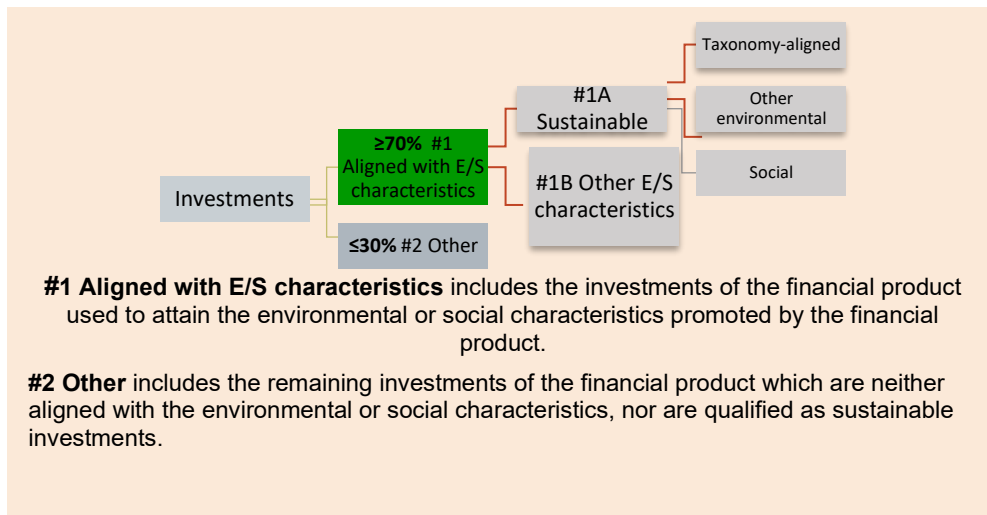 Investments
≥70% #1
Aligned with E/S
characteristics
≤30% #2 Other
#1A
Sustainable
#1B Other E/S
characteristics
Taxonomy-aligned
Other
environmental
Social
#1 Aligned with E/S characteristics includes the investments of the financial product
used to attain the environmental or social characteristics promoted by the financial
product.
#2 Other includes the remaining investments of the financial product which are neither
aligned with the environmental or social characteristics, nor are qualified as sustainable
investments.